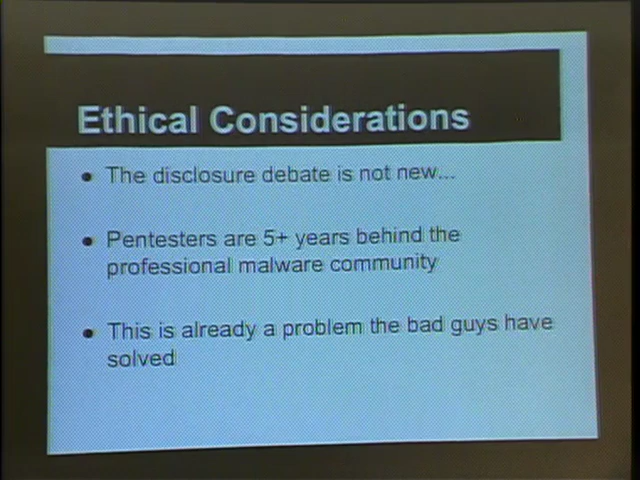 Ethical Considerations
The disclosure debate is not new...
Pentesters are 5+ years behind the
professional malware community
This is already a problem the bad guys have
solved